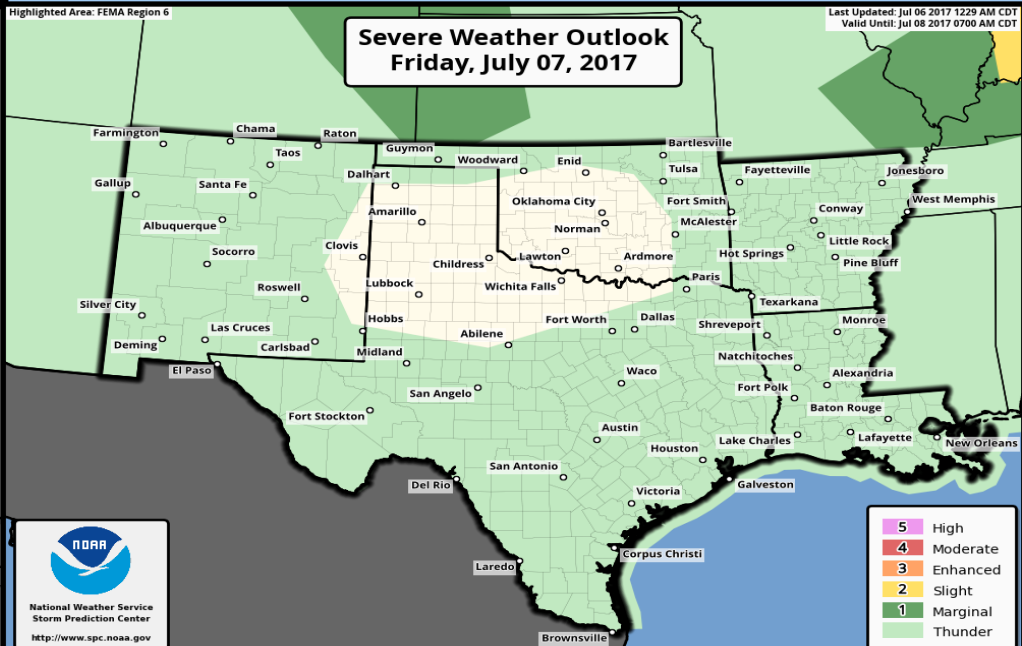 Highlighted Area: FEMA Region 6
Last Updated: Jul 06 2017 1229 AM CDT
Valid Until: Jul 08 2017 0700 AM CDT
Severe Weather Outlook
Friday, July 07, 2017
Farmington
Chama
Raton
Guymon
Bartlesville
Taos
Woodward
Enid
Tulsa
Fayetteville
Jonesboro
Gallup
Santa Fe
Dalhart
Oklahoma City
Fort Smith
West Memphis
Albuquerque
Amarillo
Norman
McAlester
Conway
Socorro
Clovis
Childress
Lawton
Ardmore
Hot Springs
Little Rock
Pine Bluff
Roswell
Lubbock
Wichita Falls
Paris
Silver City
Texarkana
Las Cruces
Hobbs
Abilene
Fort Worth
Dallas
Shreveport
Monroe
Deming
Carlsbad
Midland
El Paso
Natchitoches
San Angelo
Waco
Fort Polk
Alexandria
Fort Stockton
Baton Rouge
Austin
Houston
Lake Charles
Lafayette
New Orleans
Del Rio
San Antonio
Victoria
Galveston
Laredo
Corpus Christi
Brownsville
NOAA
National Weather Service
Storm Prediction Center
http://www.spc.noaa.gov
5 High
4 Moderate
3 Enhanced
2 Slight
1 Marginal
Thunder